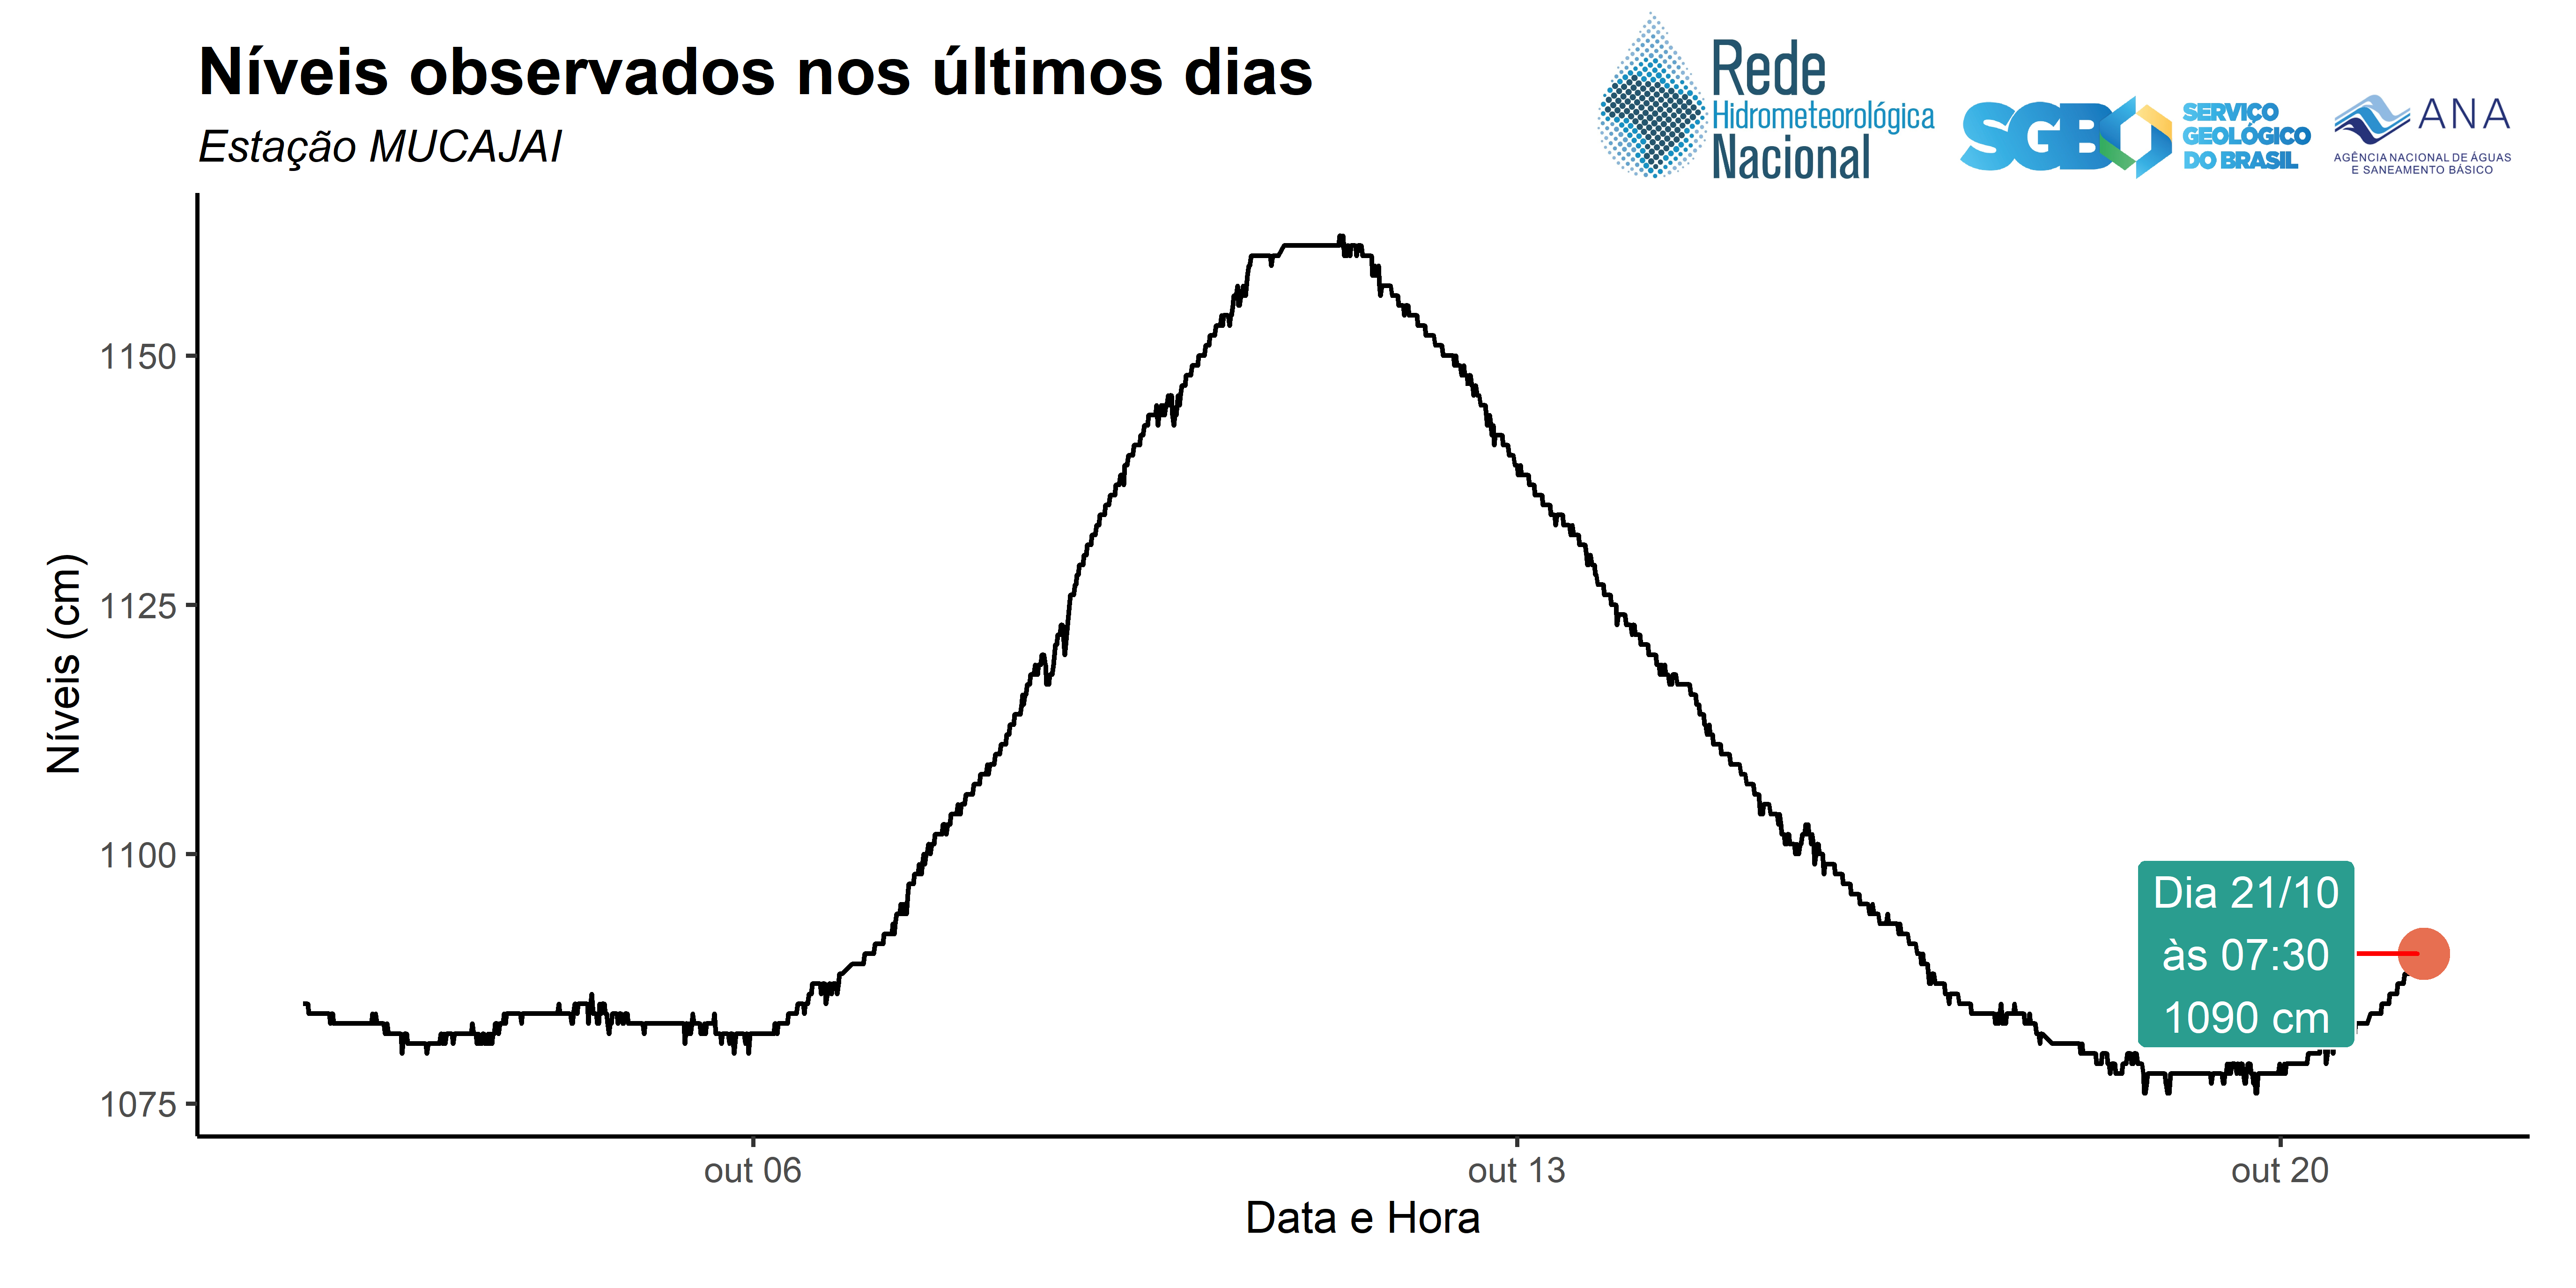 Níveis observados nos últimos dias
Estação MUCAJAI
Rede
Hidrometeorológica
Nacional
SGB
SERVIÇO
GEOLÓGICO
DO BRASIL
ANA
AGÊNCIA NACIONAL DE ÁGUAS
E SANEAMENTO BÁSICO
Níveis (cm)
1150
1125
1100
1075
Dia 21/10
às 07:30
1090 cm
out 06
out 13
out 20
Data e Hora